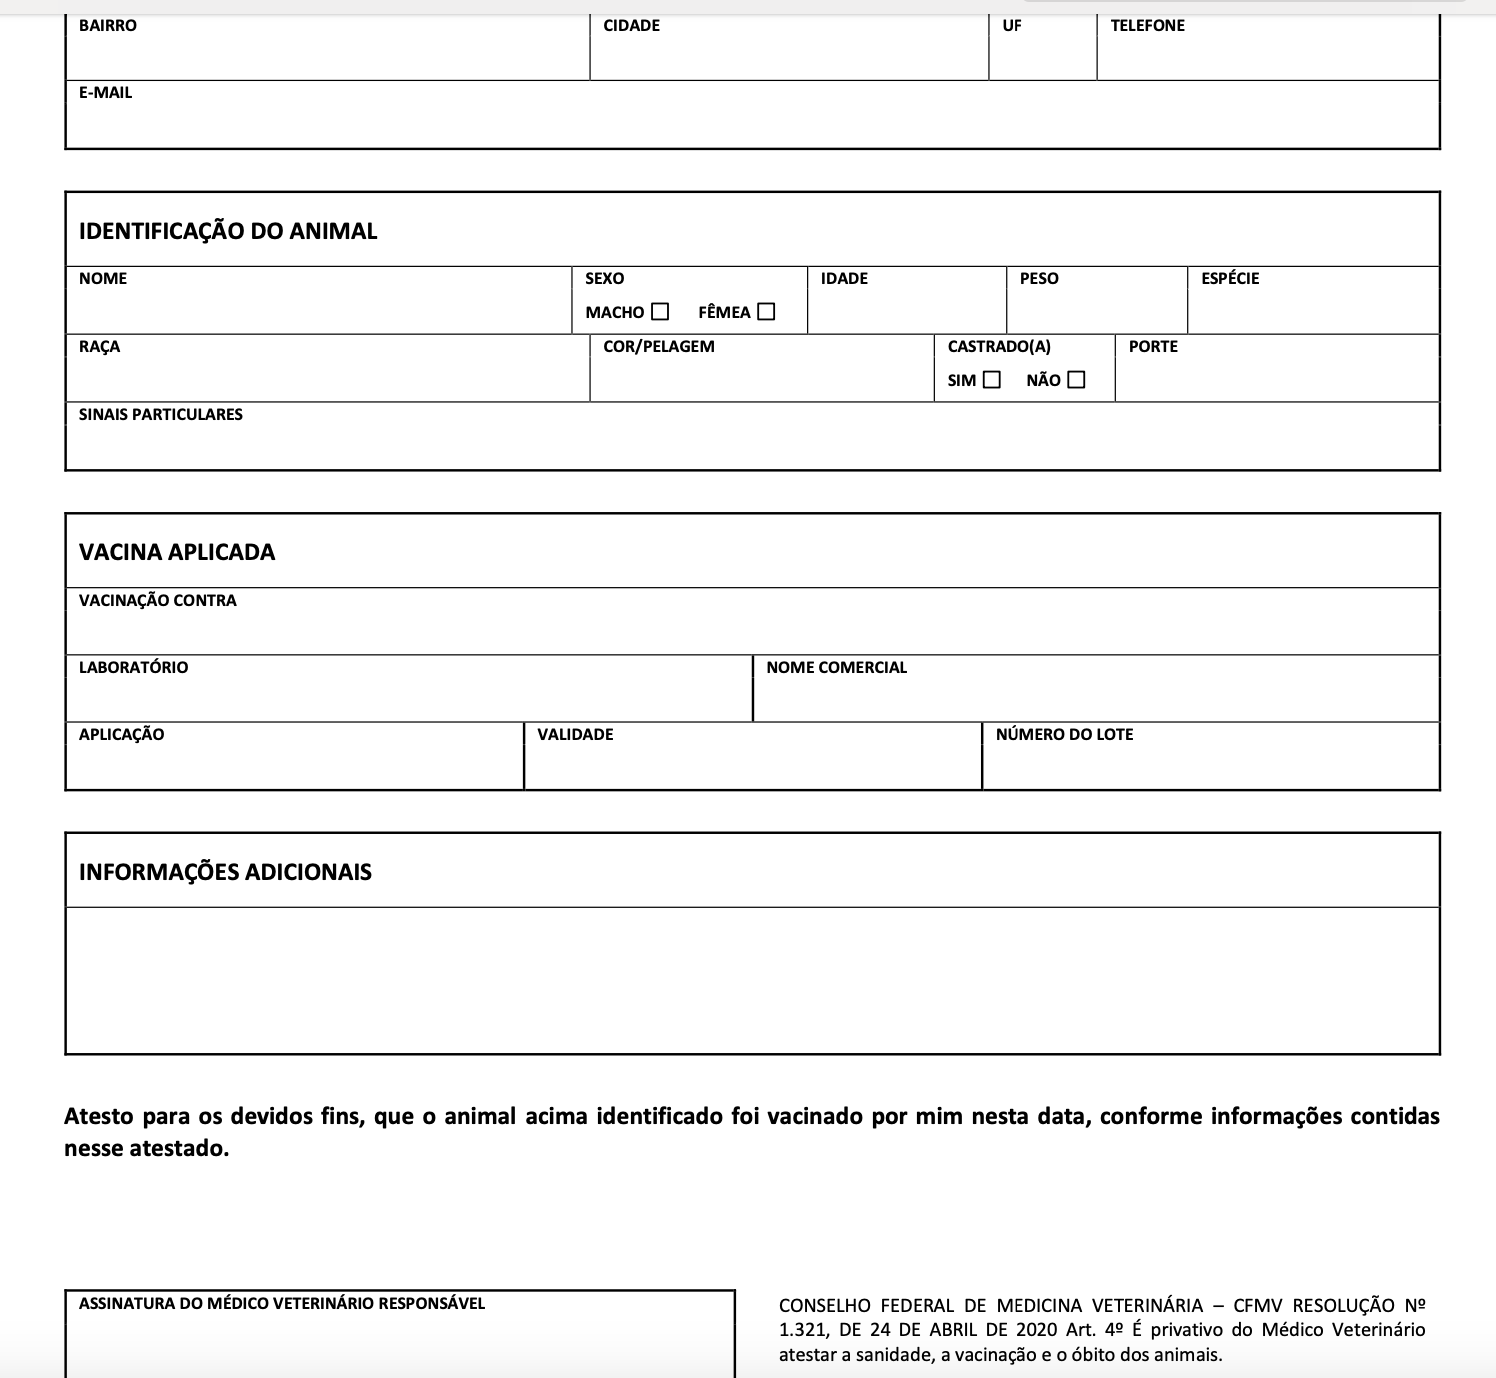 BAIRRO CIDADE UF TELEFONE
E-MAIL
IDENTIFICAÇÃO DO ANIMAL
NOME SEXO IDADE PESO ESPÉCIE
MACHO ☐ FÊMEA ☐
RAÇA COR/PELAGEM CASTRADO(A) PORTE
SIM ☐ NÃO ☐
SINAIS PARTICULARES
VACINA APLICADA
VACINAÇÃO CONTRA
LABORATÓRIO NOME COMERCIAL
APLICAÇÃO VALIDADE NÚMERO DO LOTE
INFORMAÇÕES ADICIONAIS
Atesto para os devidos fins, que o animal acima identificado foi vacinado por mim nesta data, conforme informações contidas
nesse atestado.
ASSINATURA DO MÉDICO VETERINÁRIO RESPONSÁVEL
CONSELHO FEDERAL DE MEDICINA VETERINÁRIA – CFMV RESOLUÇÃO Nº
1.321, DE 24 DE ABRIL DE 2020 Art. 4º É privativo do Médico Veterinário
atestar a sanidade, a vacinação e o óbito dos animais.